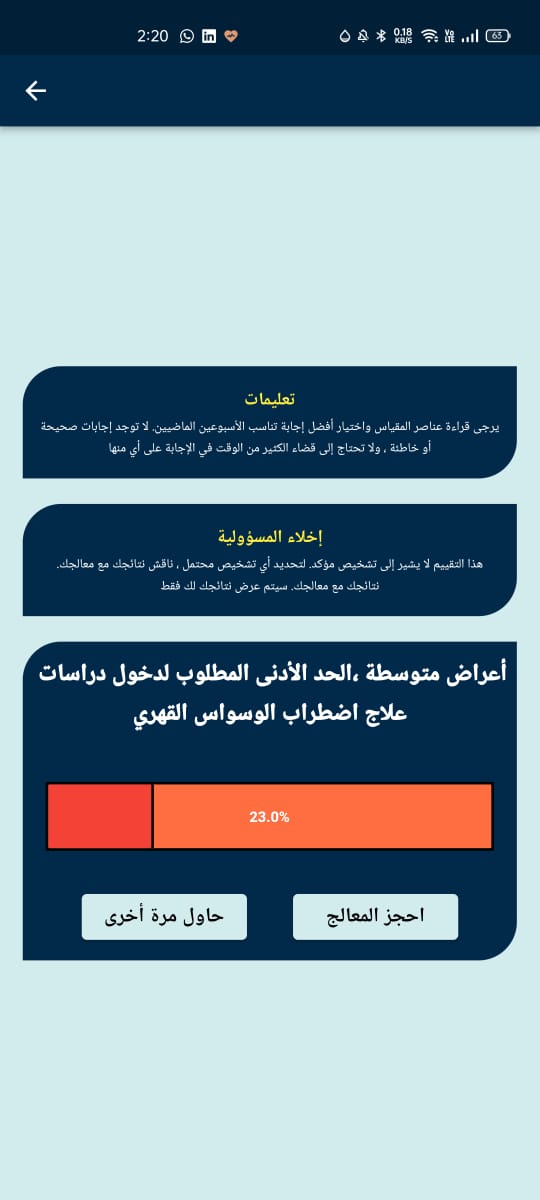 2:20
0.18
KB/S
Vo
LTE
63
تعليمات
يرجى قراءة عناصر المقياس واختيار أفضل إجابة تناسب الأسبوعين الماضيين. لا توجد إجابات صحيحة
أو خاطئة ، ولا تحتاج إلى قضاء الكثير من الوقت في الإجابة على أي منها
إخلاء المسؤولية
هذا التقييم لا يشير إلى تشخيص مؤكد. لتحديد أي تشخيص محتمل ، ناقش نتائجك مع معالجك.
نتائجك مع معالجك. سيتم عرض نتائجك لك فقط
أعراض متوسطة ،الحد الأدنى المطلوب لدخول دراسات
علاج اضطراب الوسواس القهري
23.0%
احجز المعالج
حاول مرة أخرى